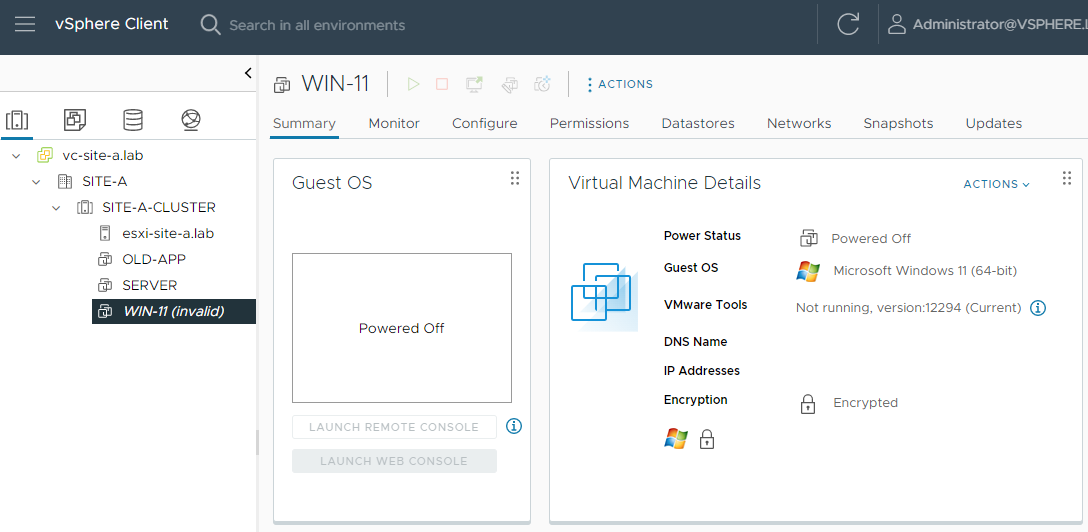 vSphere Client
Search in all environments
Administrator@VSPHERE.L
WIN-11
ACTIONS
Summary
Monitor
Configure
Permissions
Datastores
Networks
Snapshots
Updates
vc-site-a.lab
SITE-A
SITE-A-CLUSTER
esxi-site-a.lab
OLD-APP
SERVER
WIN-11 (invalid)
Guest OS
Powered Off
LAUNCH REMOTE CONSOLE
LAUNCH WEB CONSOLE
Virtual Machine Details
ACTIONS
Power Status
Powered Off
Guest OS
Microsoft Windows 11 (64-bit)
VMware Tools
Not running, version:12294 (Current)
DNS Name
IP Addresses
Encryption
Encrypted